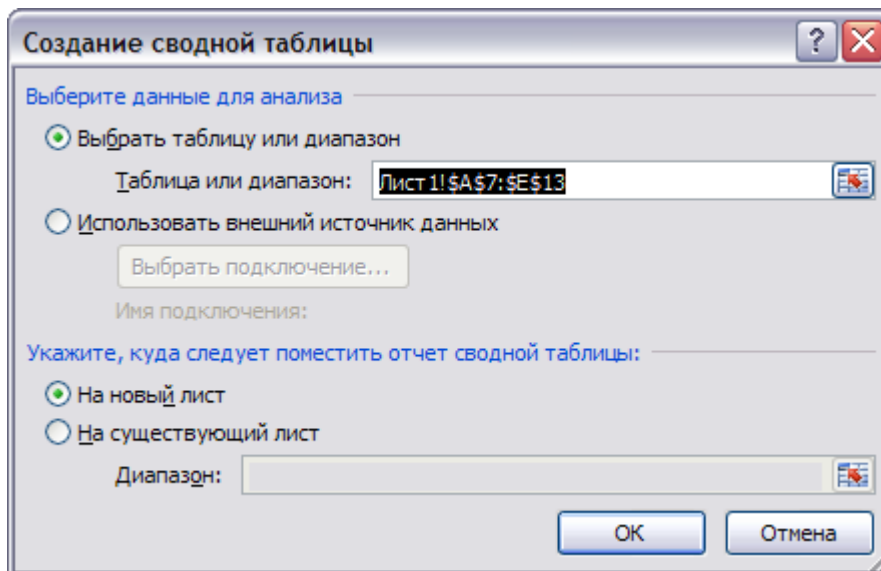 Создание сводной таблицы
Выберите данные для анализа
Выбрать таблицу или диапазон
Таблица или диапазон: Лист1!$A$7:$E$13
Использовать внешний источник данных
Выбрать подключение...
Имя подключения:
Укажите, куда следует поместить отчет сводной таблицы:
На новый лист
На существующий лист
Диапазон:
ОК Отмена